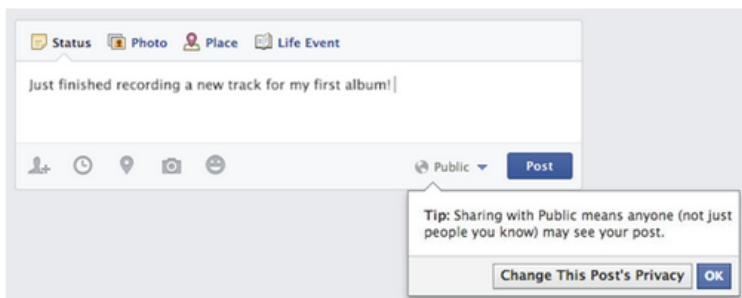 Status Photo Place Life Event
Just finished recording a new track for my first album!
Public Post
Tip: Sharing with Public means anyone (not just
people you know) may see your post.
Change This Post's Privacy OK